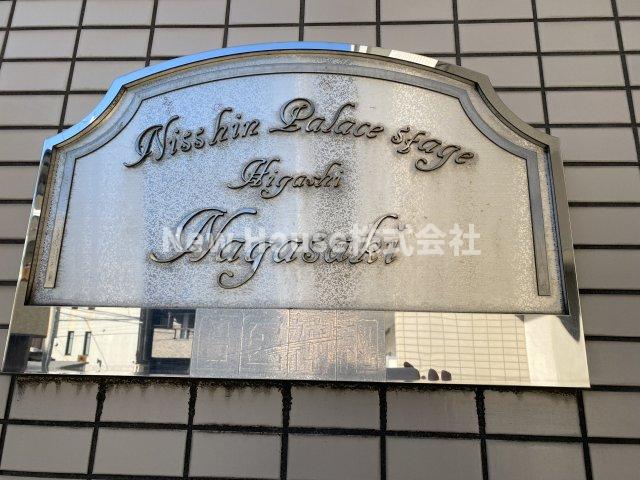 Nisshin Palace stage
Higashi
Nagasaki
New House株式会社